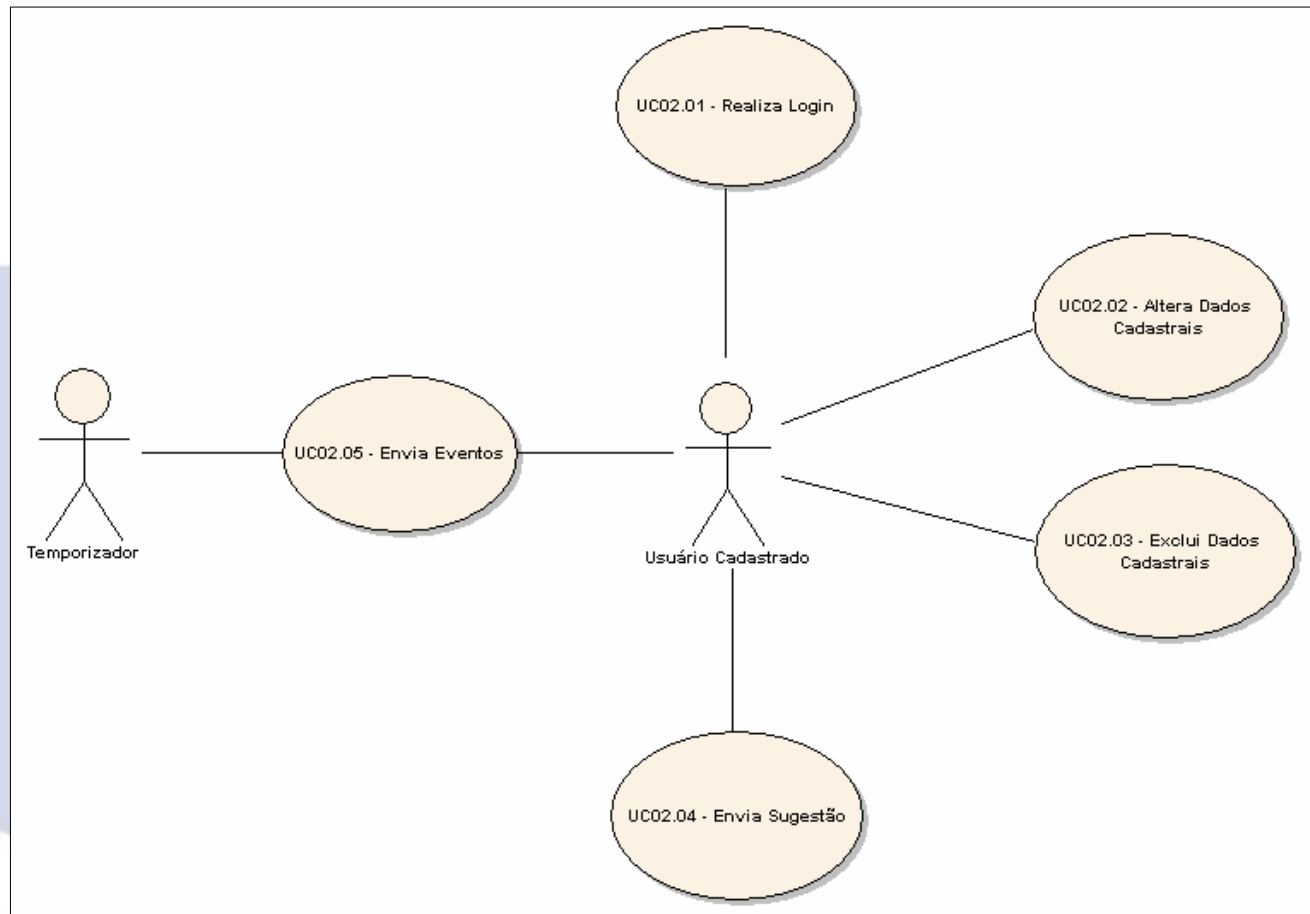 UC02.01 - Realiza Login
UC02.02 - Altera Dados
Cadastrais
UC02.05 - Envia Eventos
Temporizador
Usuário Cadastrado
UC02.03 - Exclui Dados
Cadastrais
UC02.04 - Envia Sugestão